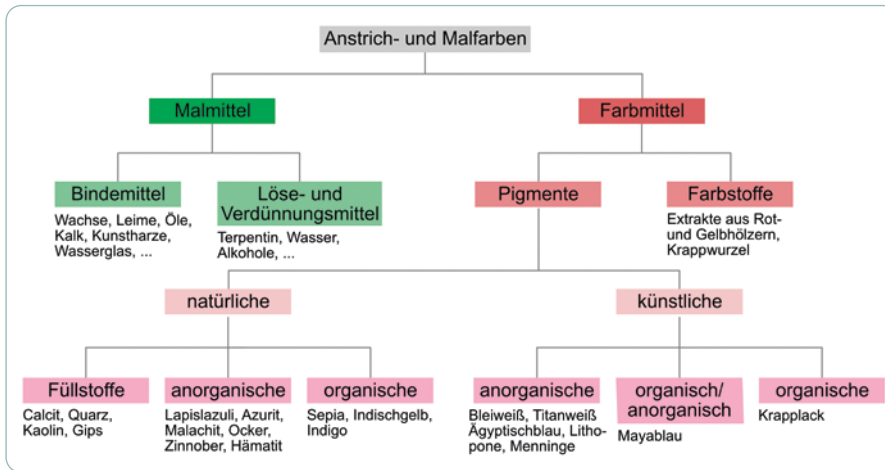 Anstrich- und Malfarben
Malmittel
Farbmittel
Bindemittel
Wachse, Leime, Öle,
Kalk, Kunstharze,
Wasserglas, ...
Löse- und
Verdünnungsmittel
Terpentin, Wasser,
Alkohole, ...
Pigmente
Farbstoffe
Extrakte aus Rot-
und Gelbhölzern,
Krappwurzel
natürliche
künstliche
Füllstoffe
Calcit, Quarz,
Kaolin, Gips
anorganische
Lapislazuli, Azurit,
Malachit, Ocker,
Zinnober, Hämatit
organische
Sepia, Indischgelb,
Indigo
anorganische
Bleiweiß, Titanweiß
Ägyptischblau, Litho-
pone, Menninge
organisch/
anorganisch
Mayablau
organische
Krapplack